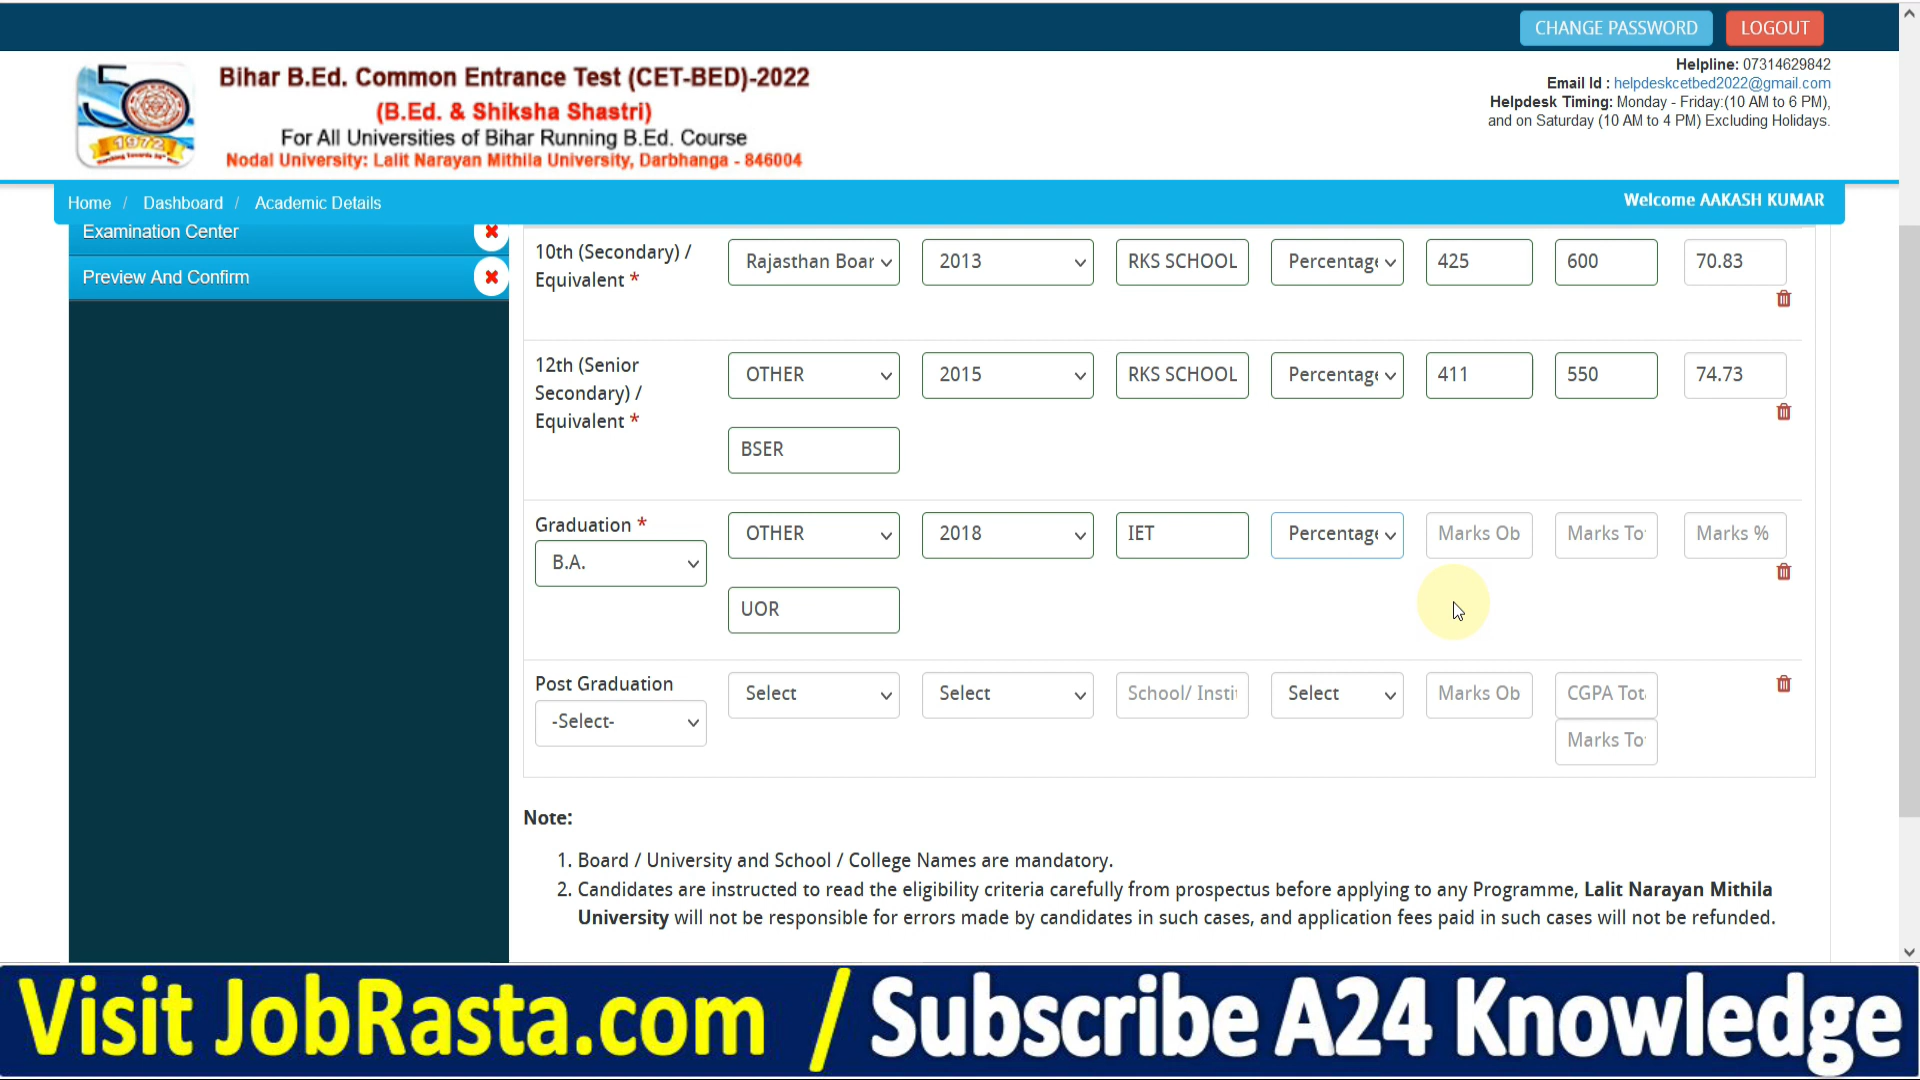 CHANGE PASSWORD
LOGOUT
50
1972
Bihar B.Ed. Common Entrance Test (CET-BED)-2022
(B.Ed. & Shiksha Shastri)
For All Universities of Bihar Running B.Ed. Course
Nodal University: Lalit Narayan Mithila University, Darbhanga - 846004
Helpline: 07314629842
Email Id : helpdeskcetbed2022@gmail.com
Helpdesk Timing: Monday - Friday:(10 AM to 6 PM),
and on Saturday (10 AM to 4 PM) Excluding Holidays.
Home / Dashboard / Academic Details
Welcome AAKASH KUMAR
Examination Center
Preview And Confirm
10th (Secondary) /
Equivalent *
Rajasthan Boar
2013
RKS SCHOOL
Percentage
425
600
70.83
12th (Senior
Secondary) /
Equivalent *
OTHER
2015
RKS SCHOOL
Percentage
411
550
74.73
BSER
Graduation *
B.A.
OTHER
2018
IET
Percentage
Marks Ob
Marks To
Marks %
UOR
Post Graduation
-Select-
Select
Select
School/ Insti
Select
Marks Ob
CGPA Tot
Marks To
Note:
1. Board / University and School / College Names are mandatory.
2. Candidates are instructed to read the eligibility criteria carefully from prospectus before applying to any Programme, Lalit Narayan Mithila
University will not be responsible for errors made by candidates in such cases, and application fees paid in such cases will not be refunded.
Visit JobRasta.com / Subscribe A24 Knowledge